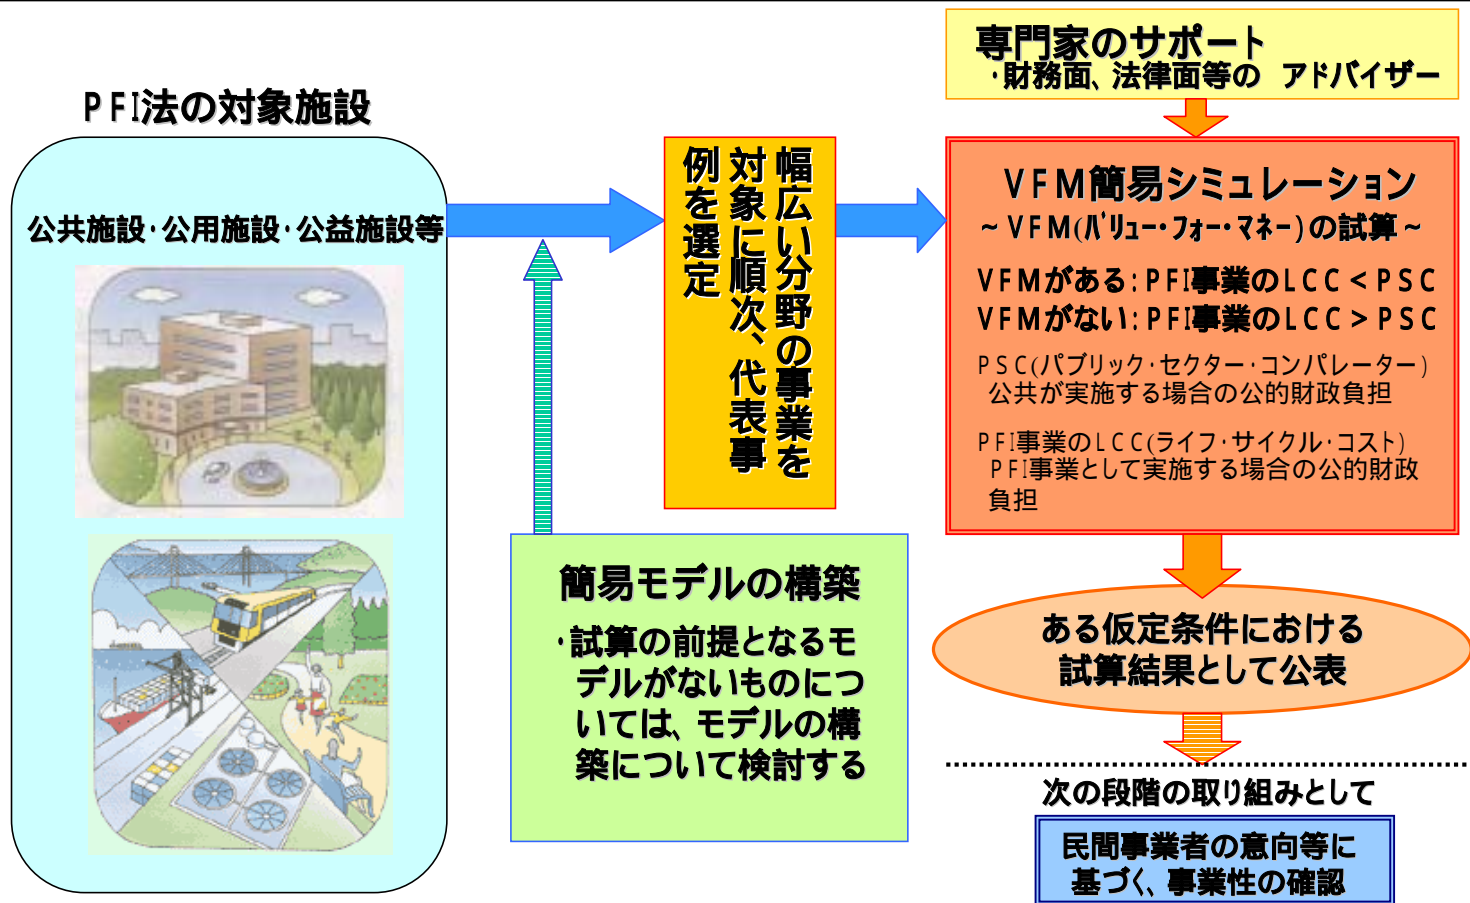 PFI法の対象施設
公共施設・公用施設・公益施設等
幅広い分野の事業を
対象に順次、代表事
例を選定
簡易モデルの構築
・試算の前提となるモ
デルがないものにつ
いては、モデルの構
築について検討する
専門家のサポート
・財務面、法律面等の アドバイザー
VFM簡易シミュレーション
~VFM(バリュー・フォー・マネー)の試算~
VFMがある:PFI事業のLCC<PSC
VFMがない:PFI事業のLCC>PSC
PSC(パブリック・セクター・コンパレーター)
公共が実施する場合の公的財政負担
PFI事業のLCC(ライフ・サイクル・コスト)
PFI事業として実施する場合の公的財政
負担
ある仮定条件における
試算結果として公表
次の段階の取り組みとして
民間事業者の意向等に
基づく、事業性の確認